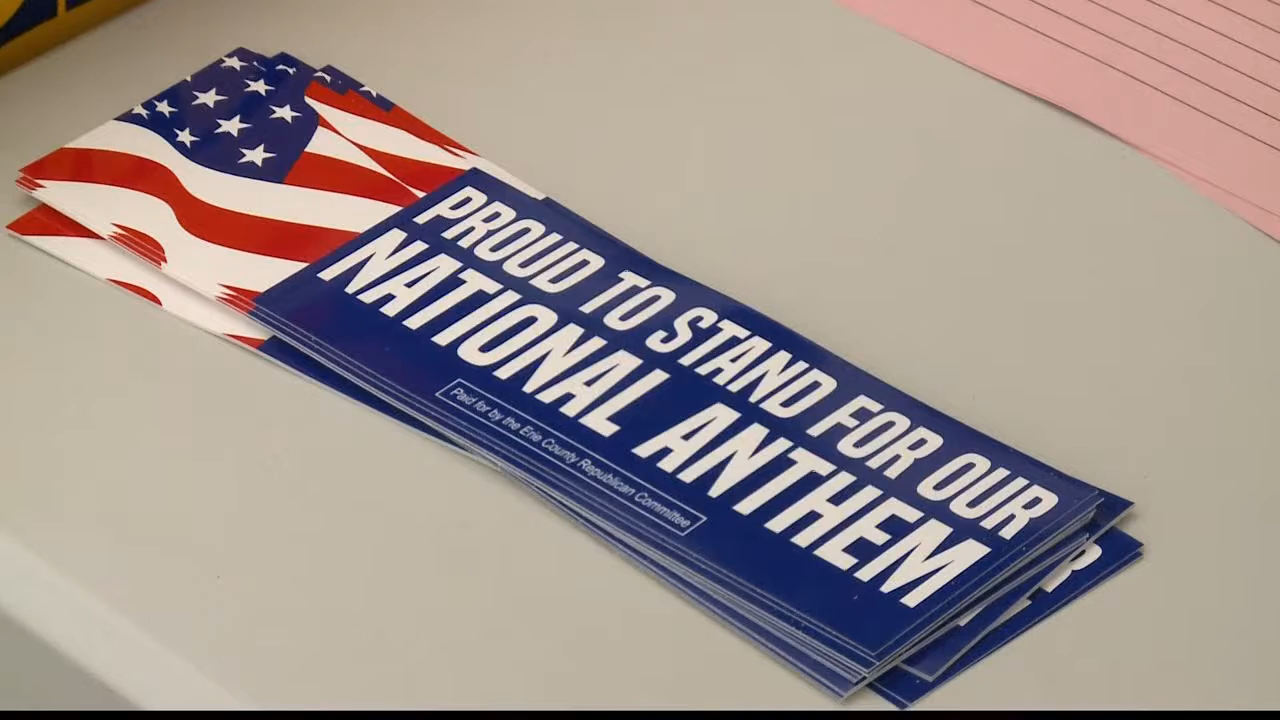 PROUD TO STAND FOR OUR
NATIONAL ANTHEM
Paid for by the Erie County Republican Committee
R